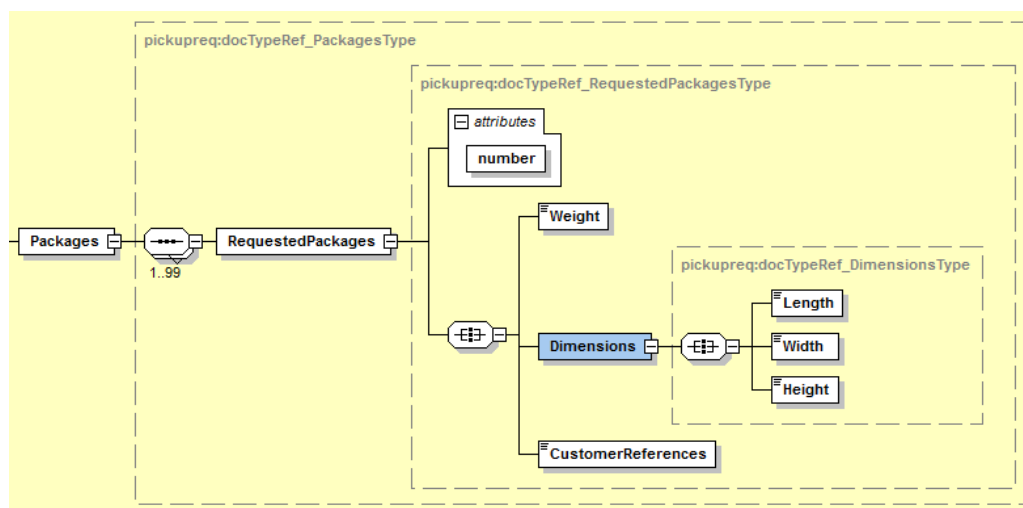 pickupreq:docTypeRef_PackagesType
pickupreq:docTypeRef_RequestedPackagesType
attributes
number
Weight
Packages
RequestedPackages
1..99
pickupreq:docTypeRef_DimensionsType
Length
Dimensions
Width
Height
CustomerReferences